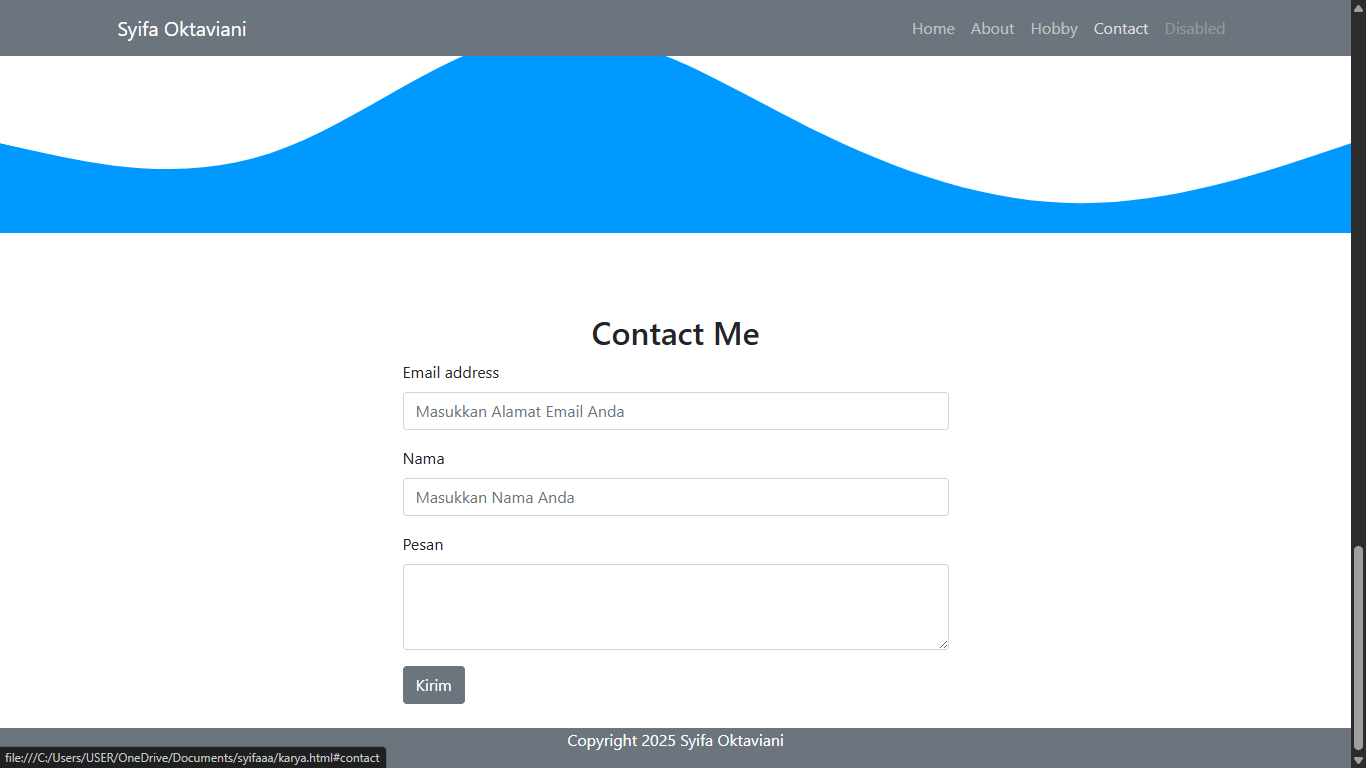 Syifa Oktaviani
Home About Hobby Contact Disabled
Contact Me
Email address
Masukkan Alamat Email Anda
Nama
Masukkan Nama Anda
Pesan
Kirim
Copyright 2025 Syifa Oktaviani
file:///C:/Users/USER/OneDrive/Documents/syifaaa/karya.html#contact